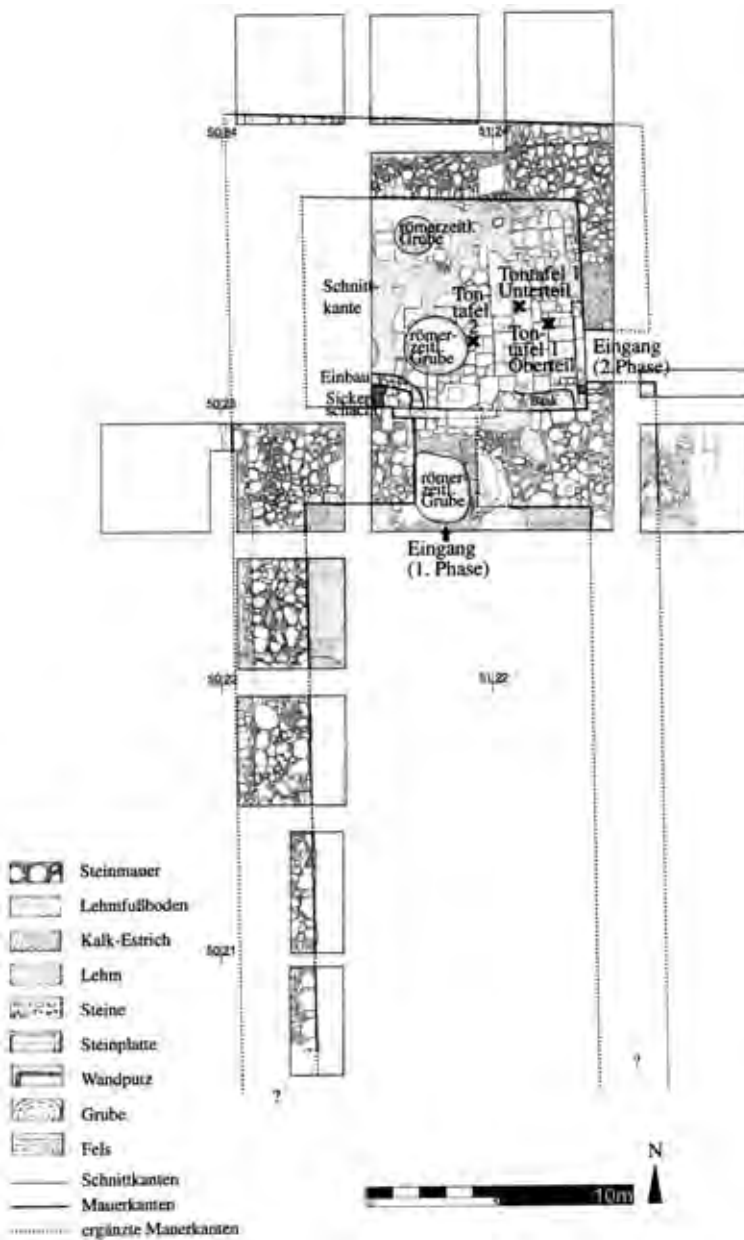 50,24
51,24
römerzeitl.
Grube
Tontafel 1
Unterteil
Ton-
tafel
2
Schnitt-
kante
römer-
zeitl.
Grube
Ton-
tafel 1
Oberteil
Eingang
(2.Phase)
Einbau
Sicker-
schacht
Bank
50,23
römer-
zeitl.
Grube
Eingang
(1. Phase)
50,22
51,22
50,21
?
?
Steinmauer
Lehmfußboden
Kalk-Estrich
Lehm
Steine
Steinplatte
Wandputz
Grube
Fels
Schnittkanten
Mauerkanten
ergänzte Mauerkanten
N
10m